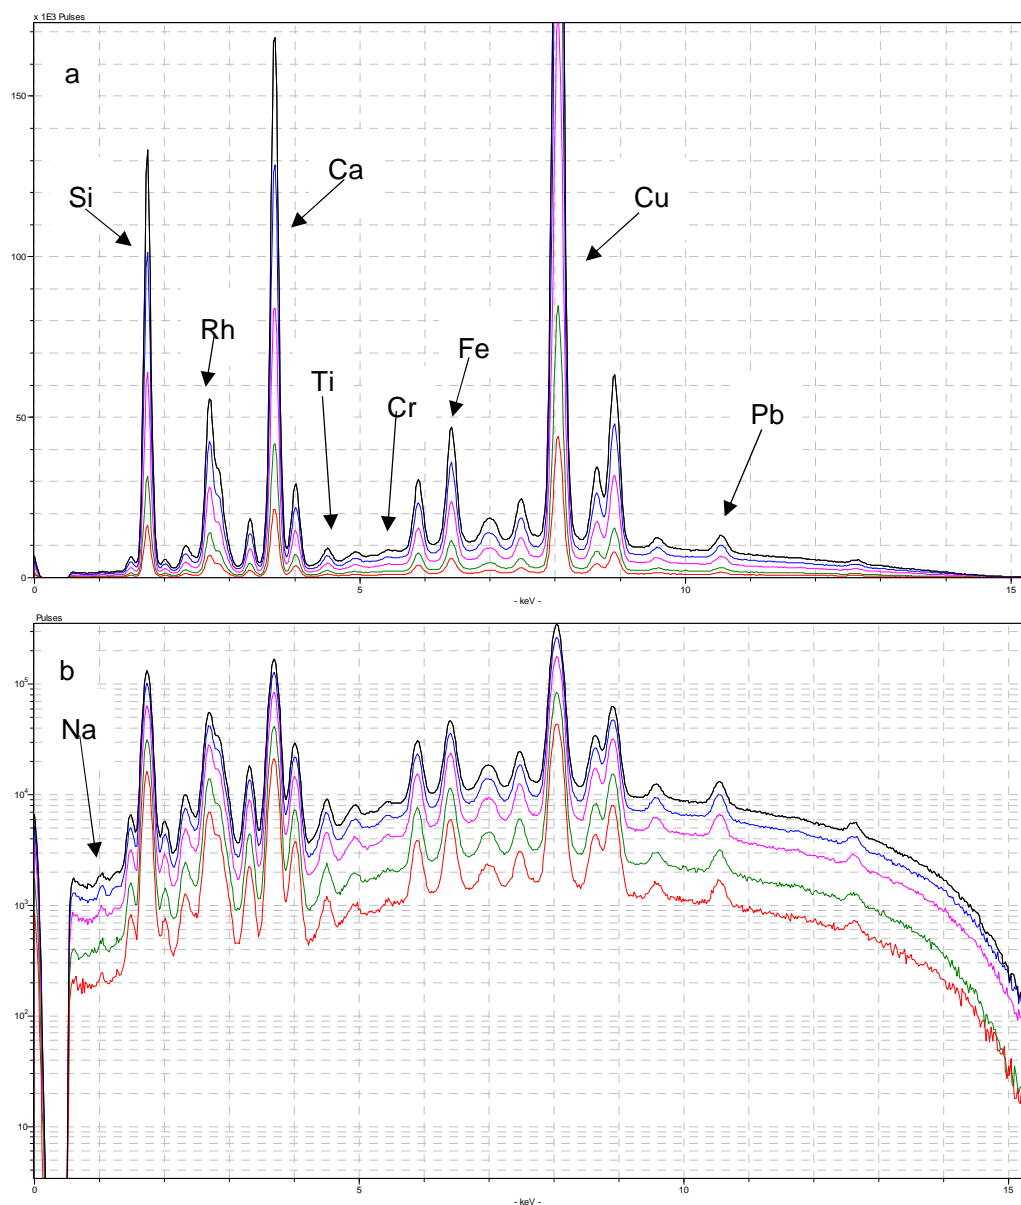 x 1E3 Pulses
a
150
Ca
Si
Cu
100
Rh
Fe
Ti
Cr
Pb
50
0
0 5 10 15
- keV -
Pulses
b
10⁵
Na
10⁴
10³
10²
10
0 5 10 15
- keV -